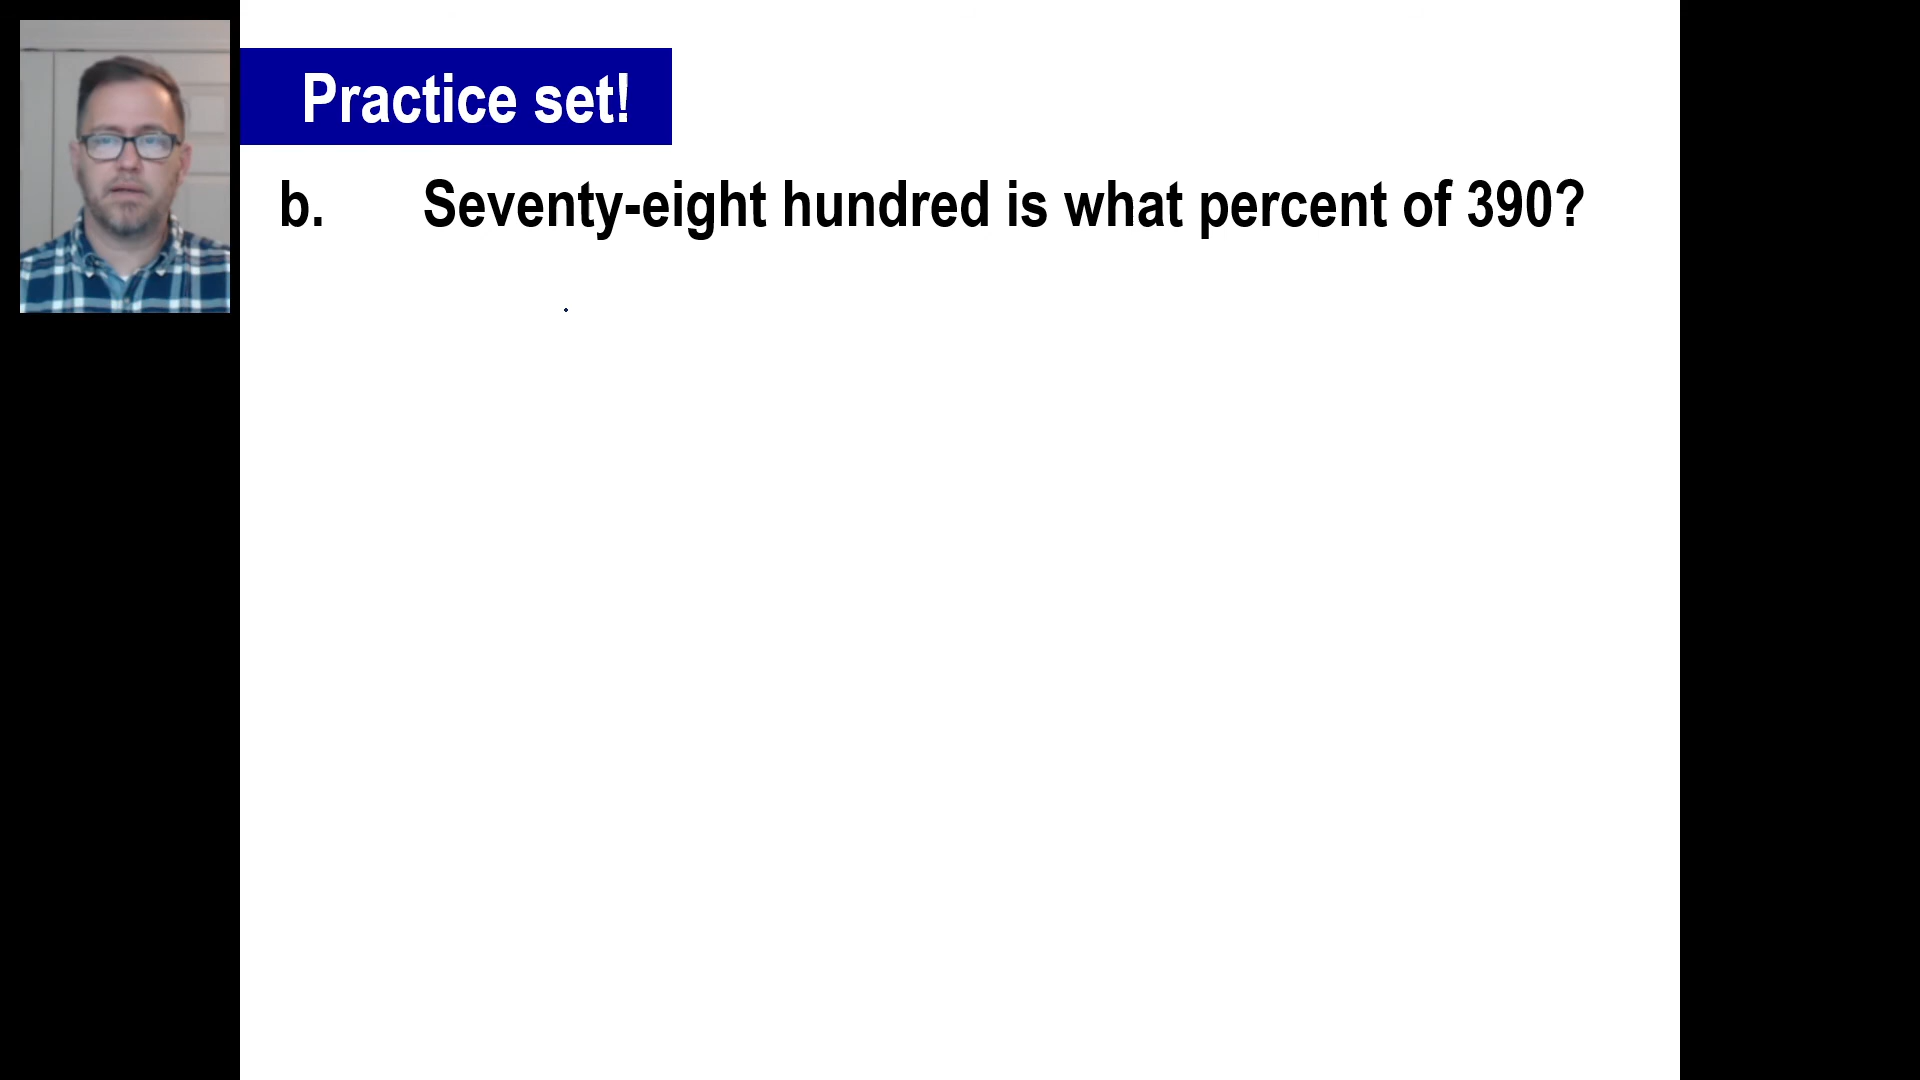 Practice set!
b. Seventy-eight hundred is what percent of 390?